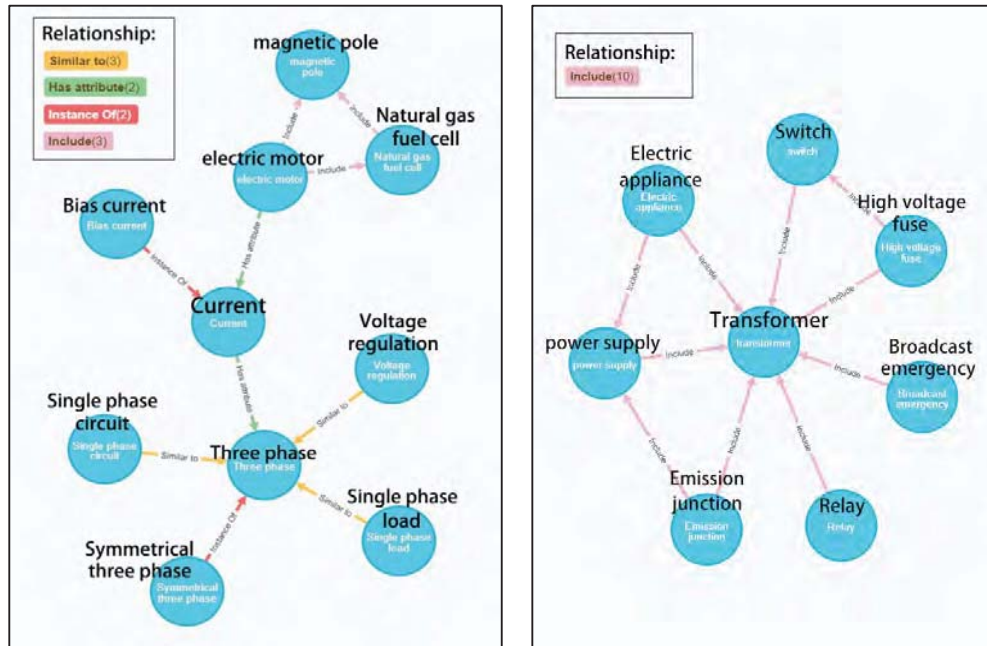 Relationship:
Similar to(3)
Has attribute(2)
Instance Of(2)
Include(3)
magnetic pole
magnetic
pole
Include
Include
Natural gas
fuel cell
Natural gas
fuel cell
electric motor
electric motor
Include
Bias current
Bias current
Has attribute
Instance Of
Current
Current
Voltage
regulation
Voltage
regulation
Has attribute
Single phase
circuit
Single phase
circuit
Similar to
Similar to
Three phase
Three phase
Similar to
Single phase
load
Single phase
load
Instance Of
Symmetrical
three phase
Symmetrical
three phase
Relationship:
Include(10)
Switch
switch
Electric
appliance
Electric
appliance
Include
High voltage
fuse
High voltage
fuse
Include
Include
Include
Include
Transformer
transformer
power supply
power supply
Include
Broadcast
emergency
Broadcast
emergency
Include
Include
Include
Include
Emission
junction
Emission
junction
Relay
Relay